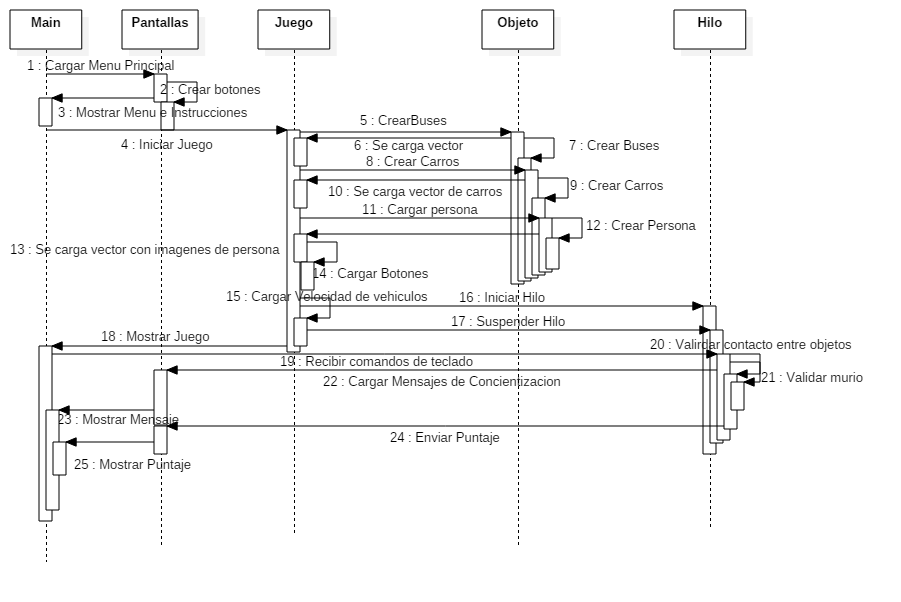 Main
Pantallas
Juego
Objeto
Hilo
1 : Cargar Menu Principal
2 : Crear botones
3 : Mostrar Menu e Instrucciones
4 : Iniciar Juego
5 : CrearBuses
6 : Se carga vector
7 : Crear Buses
8 : Crear Carros
9 : Crear Carros
10 : Se carga vector de carros
11 : Cargar persona
12 : Crear Persona
13 : Se carga vector con imagenes de persona
14 : Cargar Botones
15 : Cargar Velocidad de vehiculos
16 : Iniciar Hilo
17 : Suspender Hilo
18 : Mostrar Juego
19 : Recibir comandos de teclado
20 : Valirdar contacto entre objetos
21 : Validar murio
22 : Cargar Mensajes de Concientizacion
23 : Mostrar Mensaje
24 : Enviar Puntaje
25 : Mostrar Puntaje